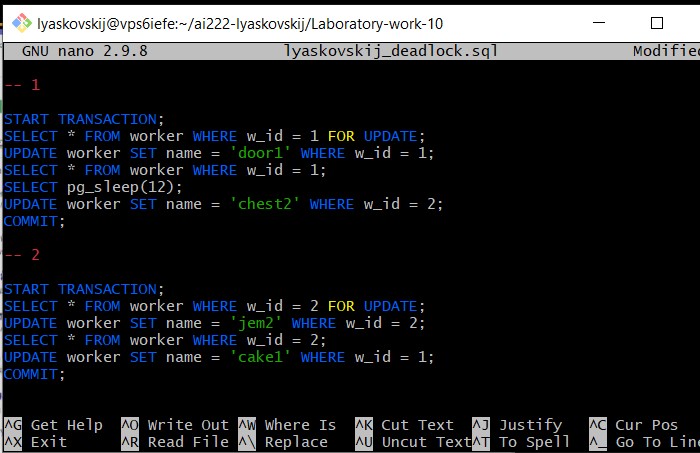 lyaskovskij@vps6iefe:~/ai222-lyaskovskij/Laboratory-work-10
GNU nano 2.9.8 lyaskovskij_deadlock.sql Modified
-- 1
START TRANSACTION;
SELECT * FROM worker WHERE w_id = 1 FOR UPDATE;
UPDATE worker SET name = 'door1' WHERE w_id = 1;
SELECT * FROM worker WHERE w_id = 1;
SELECT pg_sleep(12);
UPDATE worker SET name = 'chest2' WHERE w_id = 2;
COMMIT;
-- 2
START TRANSACTION;
SELECT * FROM worker WHERE w_id = 2 FOR UPDATE;
UPDATE worker SET name = 'jem2' WHERE w_id = 2;
SELECT * FROM worker WHERE w_id = 2;
UPDATE worker SET name = 'cake1' WHERE w_id = 1;
COMMIT;
^G Get Help ^O Write Out ^W Where Is ^K Cut Text ^J Justify ^C Cur Pos
^X Exit ^R Read File ^\ Replace ^U Uncut Text ^T To Spell ^_ Go To Line